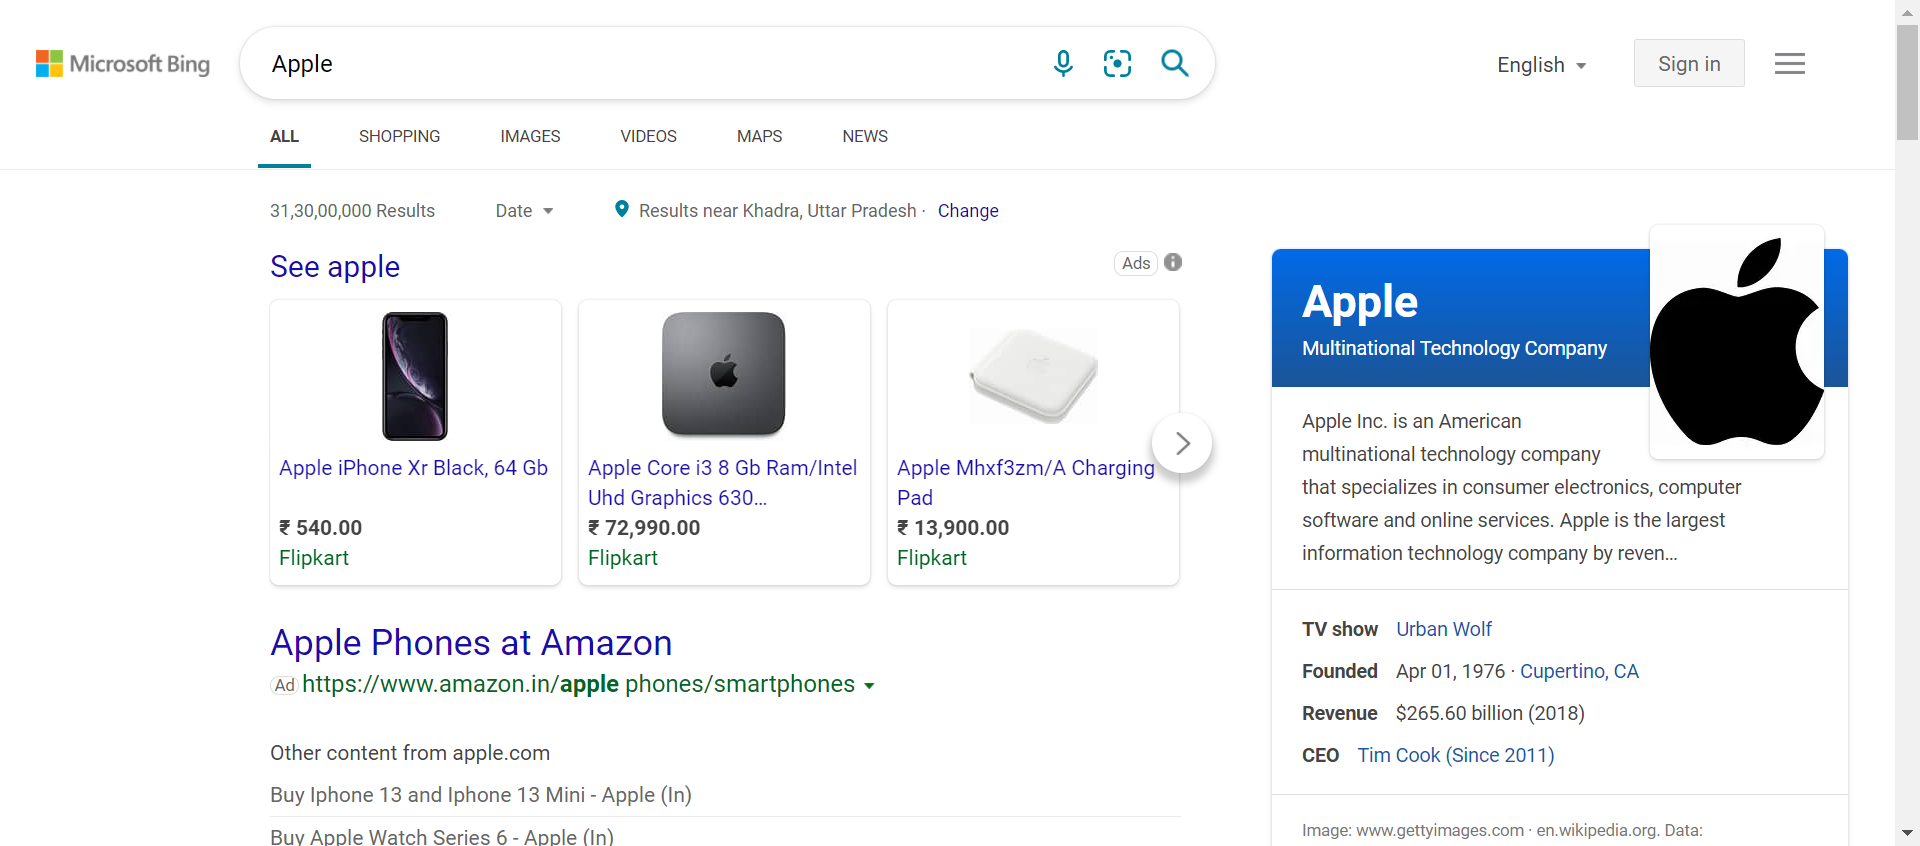 Microsoft Bing
Apple
English
Sign in
ALL
SHOPPING
IMAGES
VIDEOS
MAPS
NEWS
31,30,00,000 Results
Date
Results near Khadra, Uttar Pradesh ·
Change
See apple
Ads
Apple iPhone Xr Black, 64 Gb
₹ 540.00
Flipkart
Apple Core i3 8 Gb Ram/Intel
Uhd Graphics 630...
₹ 72,990.00
Flipkart
Apple Mhxf3zm/A Charging
Pad
₹ 13,900.00
Flipkart
Apple Phones at Amazon
Ad https://www.amazon.in/apple phones/smartphones
Other content from apple.com
Buy Iphone 13 and Iphone 13 Mini - Apple (In)
Buy Apple Watch Series 6 - Apple (In)
Apple
Multinational Technology Company
Apple Inc. is an American
multinational technology company
that specializes in consumer electronics, computer
software and online services. Apple is the largest
information technology company by reven...
TV show Urban Wolf
Founded Apr 01, 1976 · Cupertino, CA
Revenue $265.60 billion (2018)
CEO Tim Cook (Since 2011)
Image: www.gettyimages.com · en.wikipedia.org. Data: